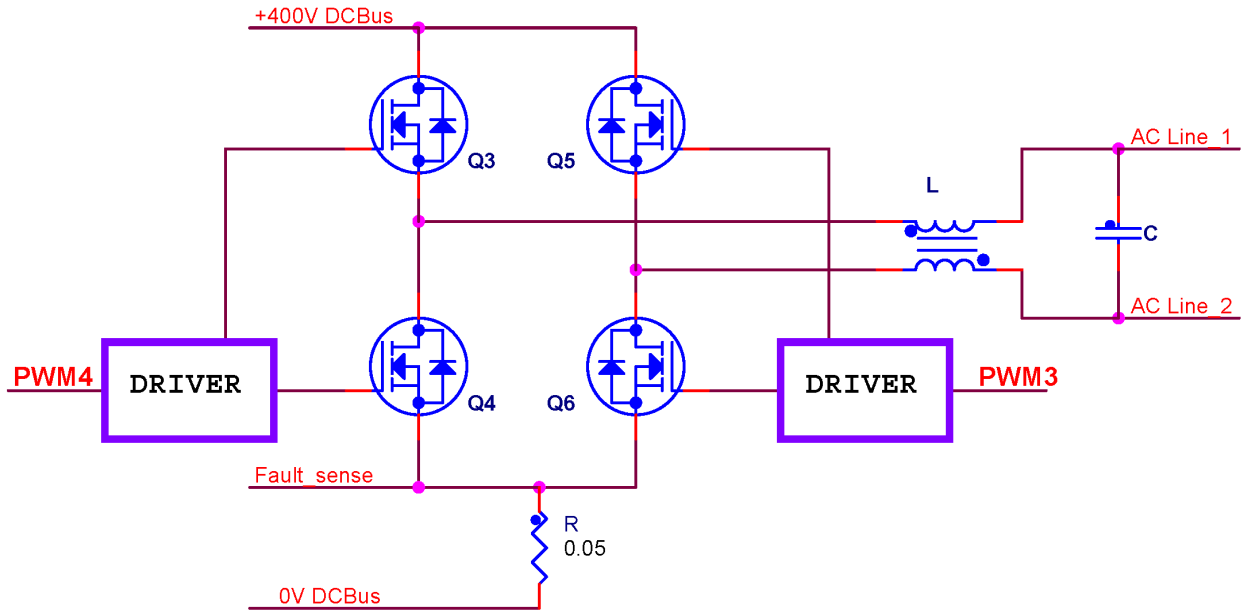 +400V DCBus
Q3
Q5
AC Line_1
L
C
AC Line_2
PWM4
DRIVER
Q4
Q6
DRIVER
PWM3
Fault_sense
R
0.05
0V DCBus